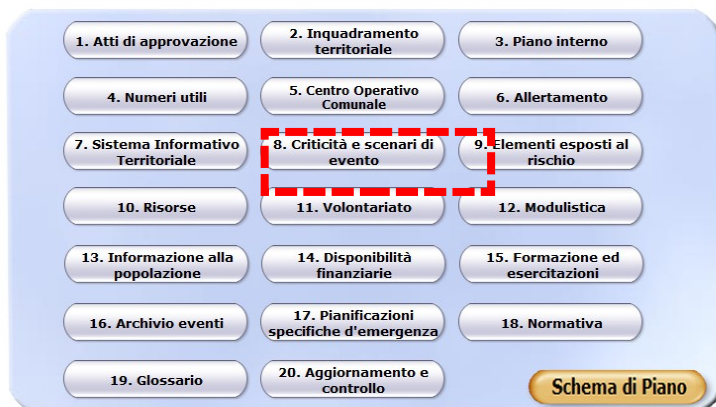 1. Atti di approvazione
2. Inquadramento
territoriale
3. Piano interno
4. Numeri utili
5. Centro Operativo
Comunale
6. Allertamento
7. Sistema Informativo
Territoriale
8. Criticità e scenari di
evento
9. Elementi esposti al
rischio
10. Risorse
11. Volontariato
12. Modulistica
13. Informazione alla
popolazione
14. Disponibilità
finanziarie
15. Formazione ed
esercitazioni
16. Archivio eventi
17. Pianificazioni
specifiche d'emergenza
18. Normativa
19. Glossario
20. Aggiornamento e
controllo
Schema di Piano